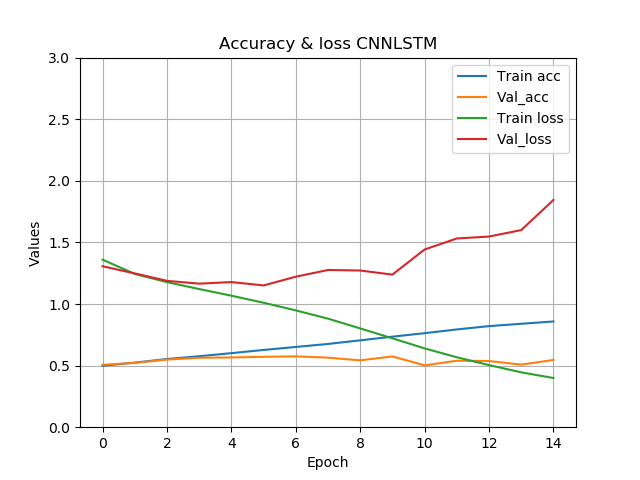 Accuracy & loss CNNLSTM
3.0
2.5
2.0
1.5
1.0
0.5
0.0
Values
Train acc
Val_acc
Train loss
Val_loss
0 2 4 6 8 10 12 14
Epoch